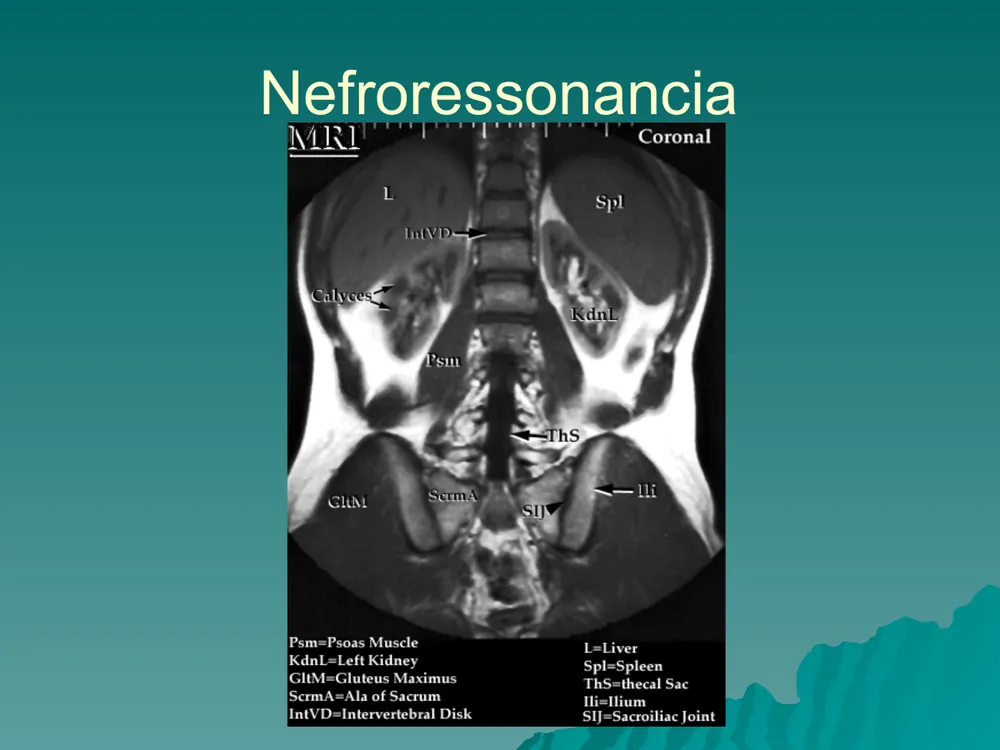 Nefroressonancia
MRI
Coronal
L
Spl
IntVD
Calyces
KdnL
Psm
ThS
GltM
ScrmA
SIJ
Ili
Psm=Psoas Muscle
KdnL=Left Kidney
GltM=Gluteus Maximus
ScrmA=Ala of Sacrum
IntVD=Intervertebral Disk
L=Liver
Spl=Spleen
ThS=thecal Sac
Ili=Ilium
SIJ=Sacroiliac Joint